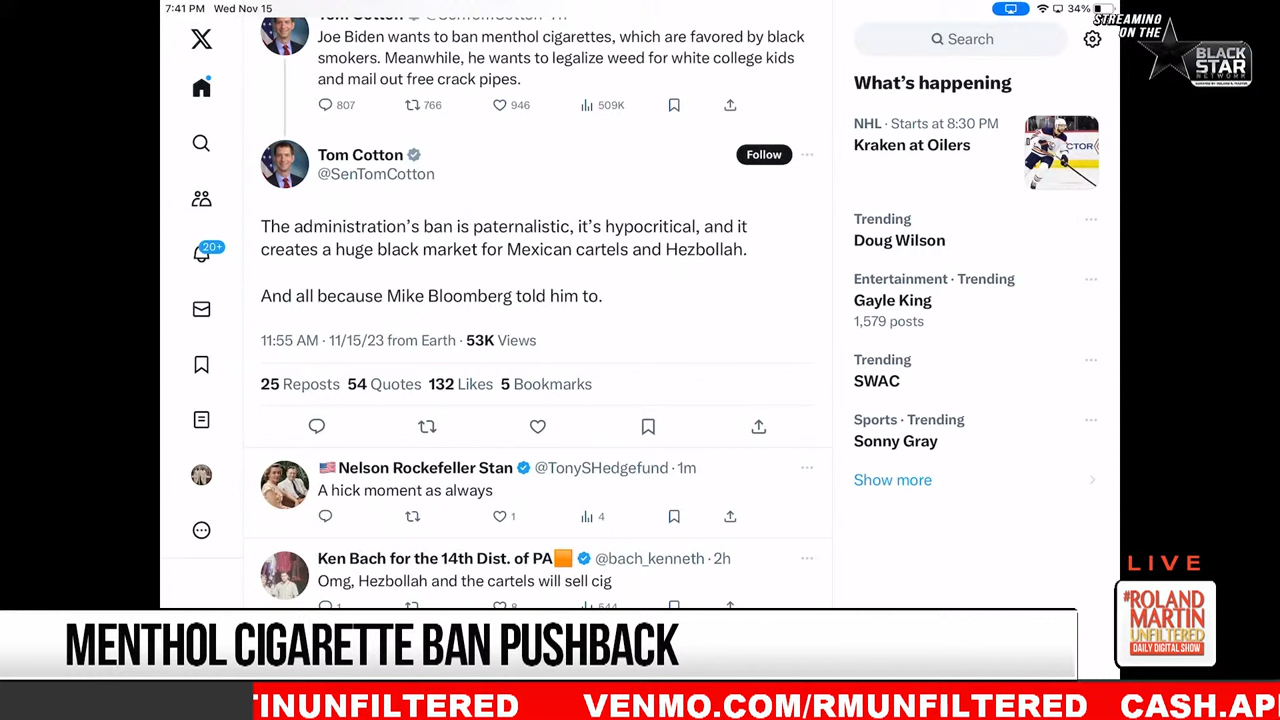 7:41 PM Wed Nov 15
34%
STREAMING
ON THE
BLACK
STAR
NETWORK
Tom Cotton @SenTomCotton
Joe Biden wants to ban menthol cigarettes, which are favored by black
smokers. Meanwhile, he wants to legalize weed for white college kids
and mail out free crack pipes.
807 766 946 509K
Tom Cotton
@SenTomCotton
Follow
The administration's ban is paternalistic, it's hypocritical, and it
creates a huge black market for Mexican cartels and Hezbollah.
And all because Mike Bloomberg told him to.
11:55 AM · 11/15/23 from Earth · 53K Views
25 Reposts 54 Quotes 132 Likes 5 Bookmarks
Nelson Rockefeller Stan @TonySHedgefund · 1m
A hick moment as always
1 4
Ken Bach for the 14th Dist. of PA @bach_kenneth · 2h
Omg, Hezbollah and the cartels will sell cig
1 8 544
20+
Search
What's happening
NHL · Starts at 8:30 PM
Kraken at Oilers
Trending
Doug Wilson
Entertainment · Trending
Gayle King
1,579 posts
Trending
SWAC
Sports · Trending
Sonny Gray
Show more
LIVE
#ROLAND
MARTIN
UNFILTERED
DAILY DIGITAL SHOW
MENTHOL CIGARETTE BAN PUSHBACK
TINUNFILTERED VENMO.COM/RMUNFILTERED CASH.AP